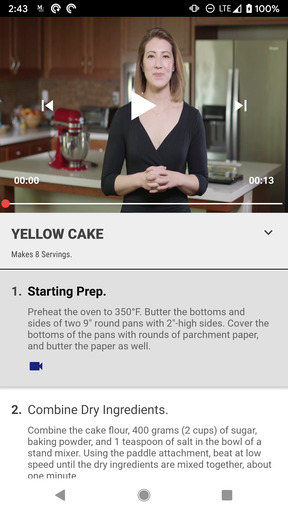 2:43
LTE 100%
00:00 00:13
YELLOW CAKE
Makes 8 Servings.
1. Starting Prep.
Preheat the oven to 350°F. Butter the bottoms and
sides of two 9" round pans with 2"-high sides. Cover the
bottoms of the pans with rounds of parchment paper,
and butter the paper as well.
2. Combine Dry Ingredients.
Combine the cake flour, 400 grams (2 cups) of sugar,
baking powder, and 1 teaspoon of salt in the bowl of a
stand mixer. Using the paddle attachment, beat at low
speed until the dry ingredients are mixed together, about
one minute